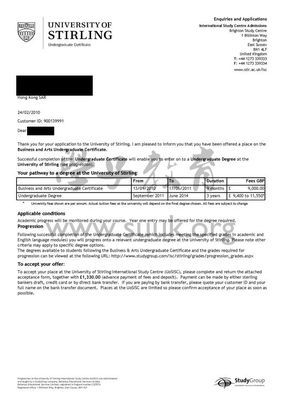 UNIVERSITY OF
STIRLING
Undergraduate Certificate
Enquiries and Applications
International Study Centre Admissions
Brighton Study Centre
1 Billinton Way
Brighton
East Sussex
BN1 4LF
United Kingdom
T: +44 1273 339333
F: +44 1273 339334
www.stir.ac.uk/isc
Hong Kong SAR
24/02/2010
Customer ID: 900139991
Dear
Thank you for your application to the University of Stirling. I am pleased to inform you that you have been offered a place on the
Business and Arts Undergraduate Certificate.
Successful completion of the Undergraduate Certificate will enable you to enter on to a Undergraduate Degree at the
University of Stirling (see progression).
Your pathway to a degree at the University of Stirling
From To Duration Fees GBP
Business and Arts Undergraduate Certificate 9 months £ 9,000.00
Undergraduate Degree September 2011 June 2014 3 years £ 9,400 to 11,550*
* University fees shown are per annum. Actual tuition fees at the university will depend on the final degree chosen. All fees are subject to change
Applicable conditions
Academic progress will be monitored during your course. Year one entry may be offered for the degree required.
Progression
Following successful completion of the Undergraduate Certificate (which includes meeting the specified grades in academic and
English language modules) you will progress onto a relevant undergraduate degree at the University of Stirling. Please note other
criteria may apply to specific degree options.
The degrees available to students following the Business & Arts Undergraduate Certificate and the grades required for
progression can be viewed at the following URL: http://www.studygroup.com/isc/stirling/grades/progression_grades.aspx
To accept your offer:
To accept your place at the University of Stirling International Study Centre (UoSISC), please complete and return the attached
acceptance form, together with £1,330.00 (advance payment of fees and deposits). Payment can be made by either sterling
bankers draft, credit card or by direct bank transfer. If you are paying by bank transfer, please quote your customer ID and your
full name on the bank transfer document. Places at the UoSISC are limited so please confirm acceptance of your place as soon as
possible.
StudyGroup